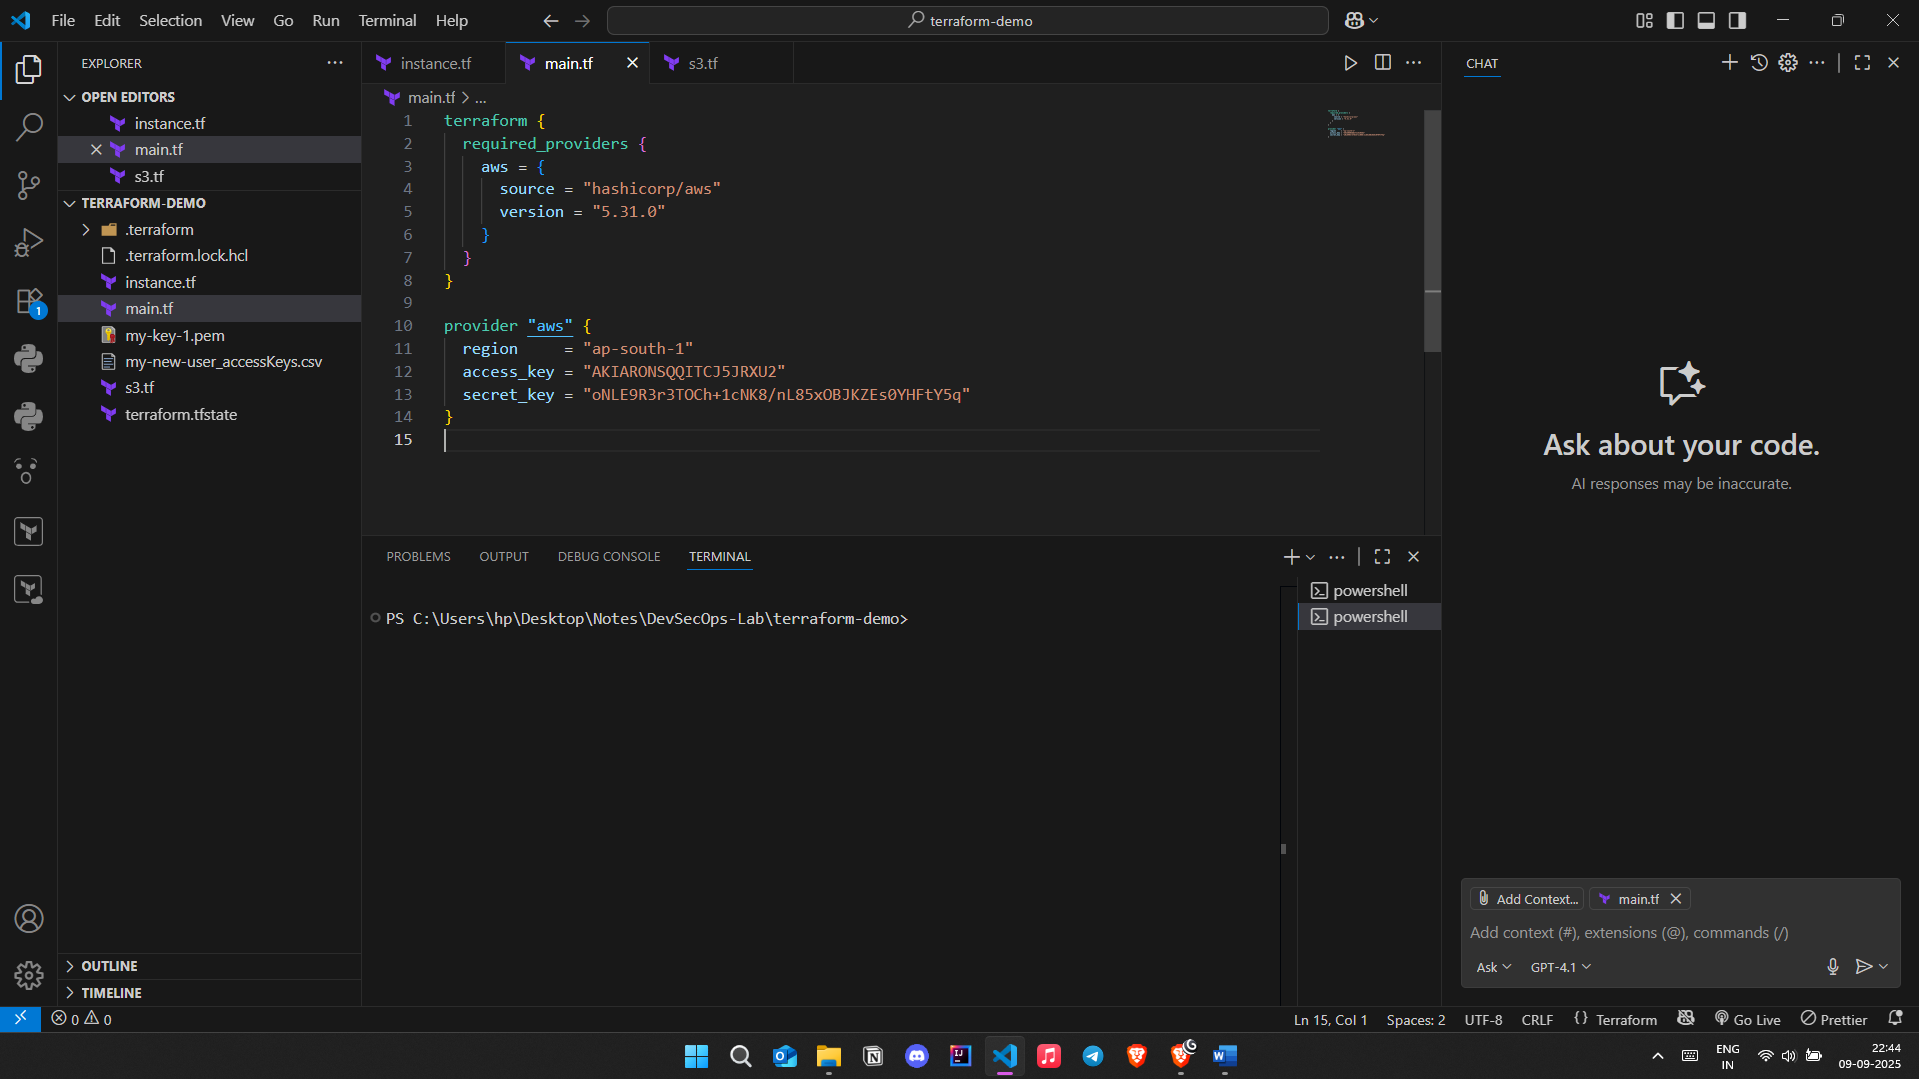 File Edit Selection View Go Run Terminal Help
terraform-demo
EXPLORER
OPEN EDITORS
instance.tf
main.tf
s3.tf
TERRAFORM-DEMO
.terraform
.terraform.lock.hcl
instance.tf
main.tf
my-key-1.pem
my-new-user_accessKeys.csv
s3.tf
terraform.tfstate
OUTLINE
TIMELINE
1
instance.tf main.tf s3.tf
main.tf > ...
1 terraform {
2 required_providers {
3 aws = {
4 source = "hashicorp/aws"
5 version = "5.31.0"
6 }
7 }
8 }
9
10 provider "aws" {
11 region = "ap-south-1"
12 access_key = "AKIARONSQQITCJ5JRXU2"
13 secret_key = "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"
14 }
15
PROBLEMS OUTPUT DEBUG CONSOLE TERMINAL
PS C:\Users\hp\Desktop\Notes\DevSecOps-Lab\terraform-demo>
powershell
powershell
CHAT
Ask about your code.
AI responses may be inaccurate.
Add Context... main.tf
Add context (#), extensions (@), commands (/)
Ask GPT-4.1
0 0
Ln 15, Col 1 Spaces: 2 UTF-8 CRLF {} Terraform Go Live Prettier
ENG
IN
22:44
09-09-2025